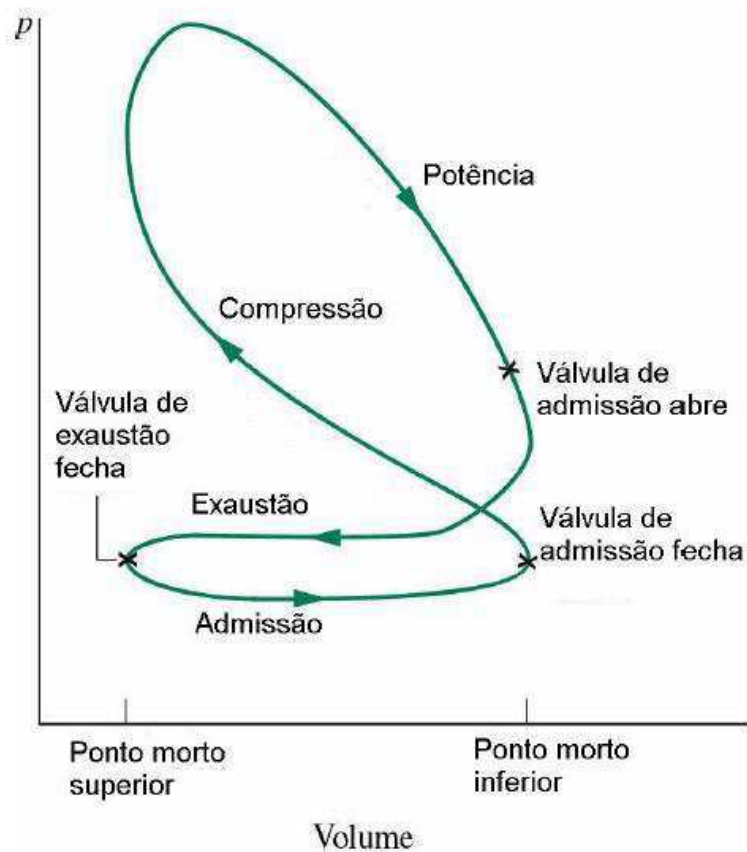 p
Potência
Compressão
Válvula de
admissão abre
Válvula de
exaustão
fecha
Exaustão
Válvula de
admissão fecha
Admissão
Ponto morto
superior
Ponto morto
inferior
Volume